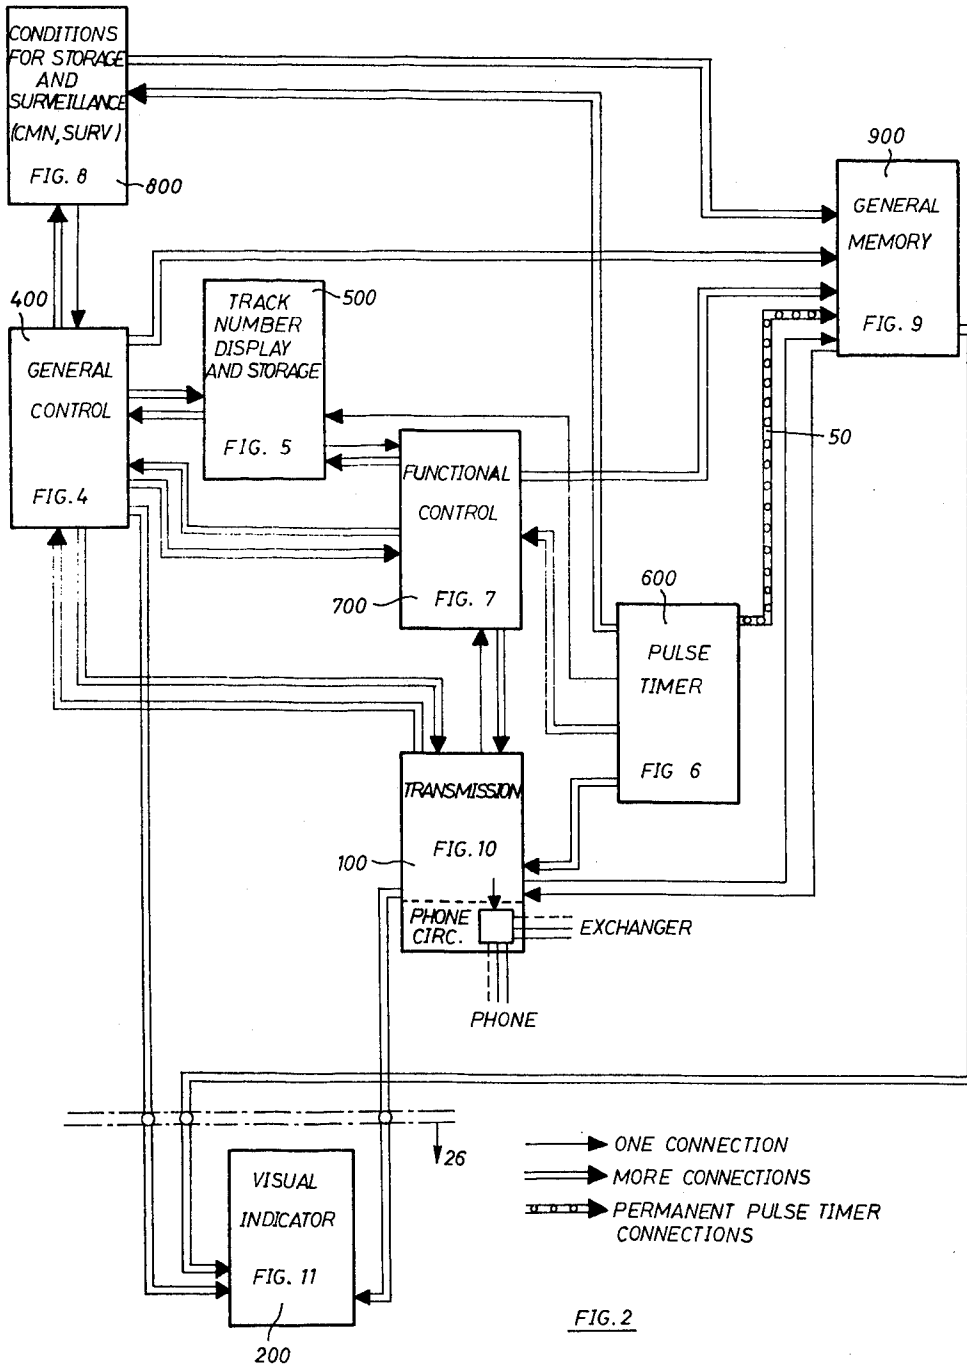 CONDITIONS
FOR STORAGE
AND
SURVEILLANCE
(CMN, SURV)
FIG. 8
800
900
GENERAL
MEMORY
FIG. 9
400
GENERAL
CONTROL
FIG. 4
500
TRACK
NUMBER
DISPLAY
AND STORAGE
FIG. 5
50
FUNCTIONAL
CONTROL
FIG. 7
700
600
PULSE
TIMER
FIG 6
TRANSMISSION
FIG. 10
100
PHONE
CIRC.
EXCHANGER
PHONE
26
VISUAL
INDICATOR
FIG. 11
200
ONE CONNECTION
MORE CONNECTIONS
PERMANENT PULSE TIMER
CONNECTIONS
FIG. 2